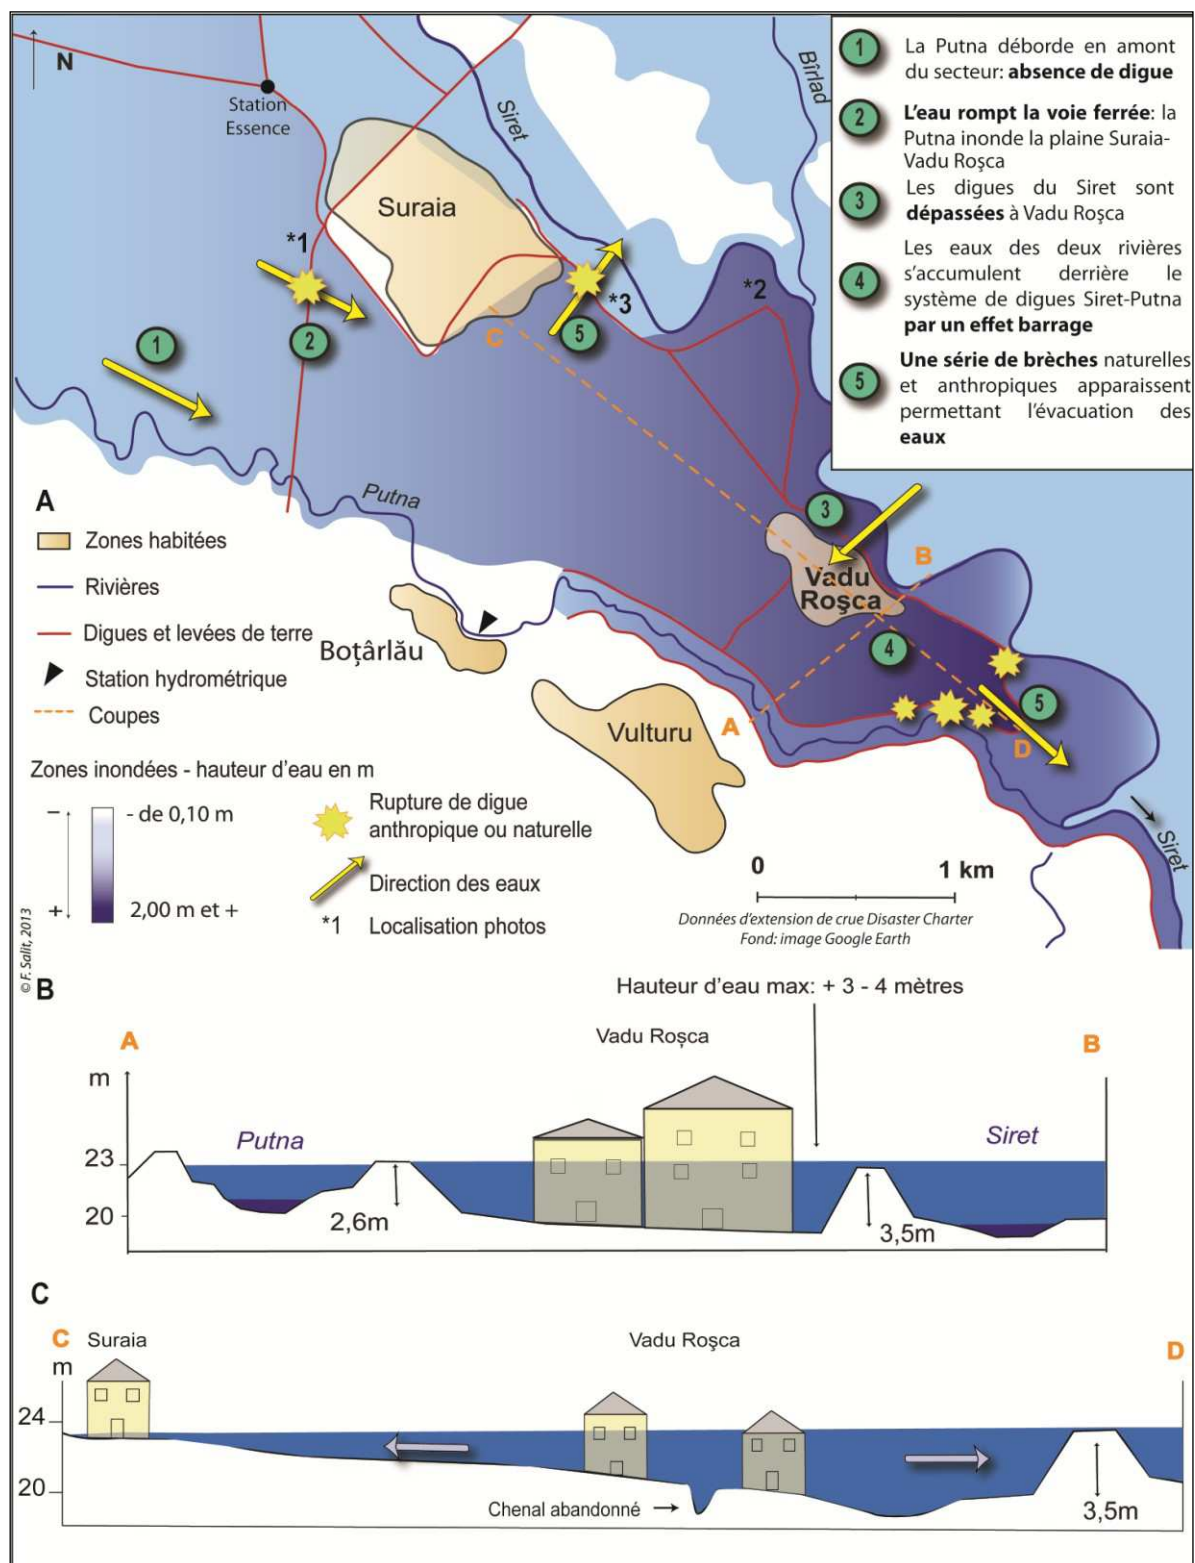 N
Station
Essence
Suraia
Siret
Bîrlad
*1
*2
*3
1
2
5
C
1
La Putna déborde en amont
du secteur: absence de digue
2
L'eau rompt la voie ferrée: la
Putna inonde la plaine Suraia-
Vadu Roşca
3
Les digues du Siret sont
dépassées à Vadu Roşca
4
Les eaux des deux rivières
s'accumulent derrière le
système de digues Siret-Putna
par un effet barrage
5
Une série de brèches naturelles
et anthropiques apparaissent
permettant l'évacuation des
eaux
Putna
3
Vadu
Roşca
B
4
5
A
D
Boţârlău
Vulturu
Siret
A
Zones habitées
Rivières
Digues et levées de terre
Station hydrométrique
Coupes
Zones inondées - hauteur d'eau en m
−
- de 0,10 m
+
2,00 m et +
Rupture de digue
anthropique ou naturelle
Direction des eaux
*1 Localisation photos
0 1 km
Données d'extension de crue Disaster Charter
Fond: image Google Earth
© F. Salit, 2013
B
Hauteur d'eau max: + 3 - 4 mètres
A
Vadu Roşca
B
m
Putna
Siret
23
20
2,6m
3,5m
C
C
Suraia
Vadu Roşca
D
m
24
20
Chenal abandonné
3,5m